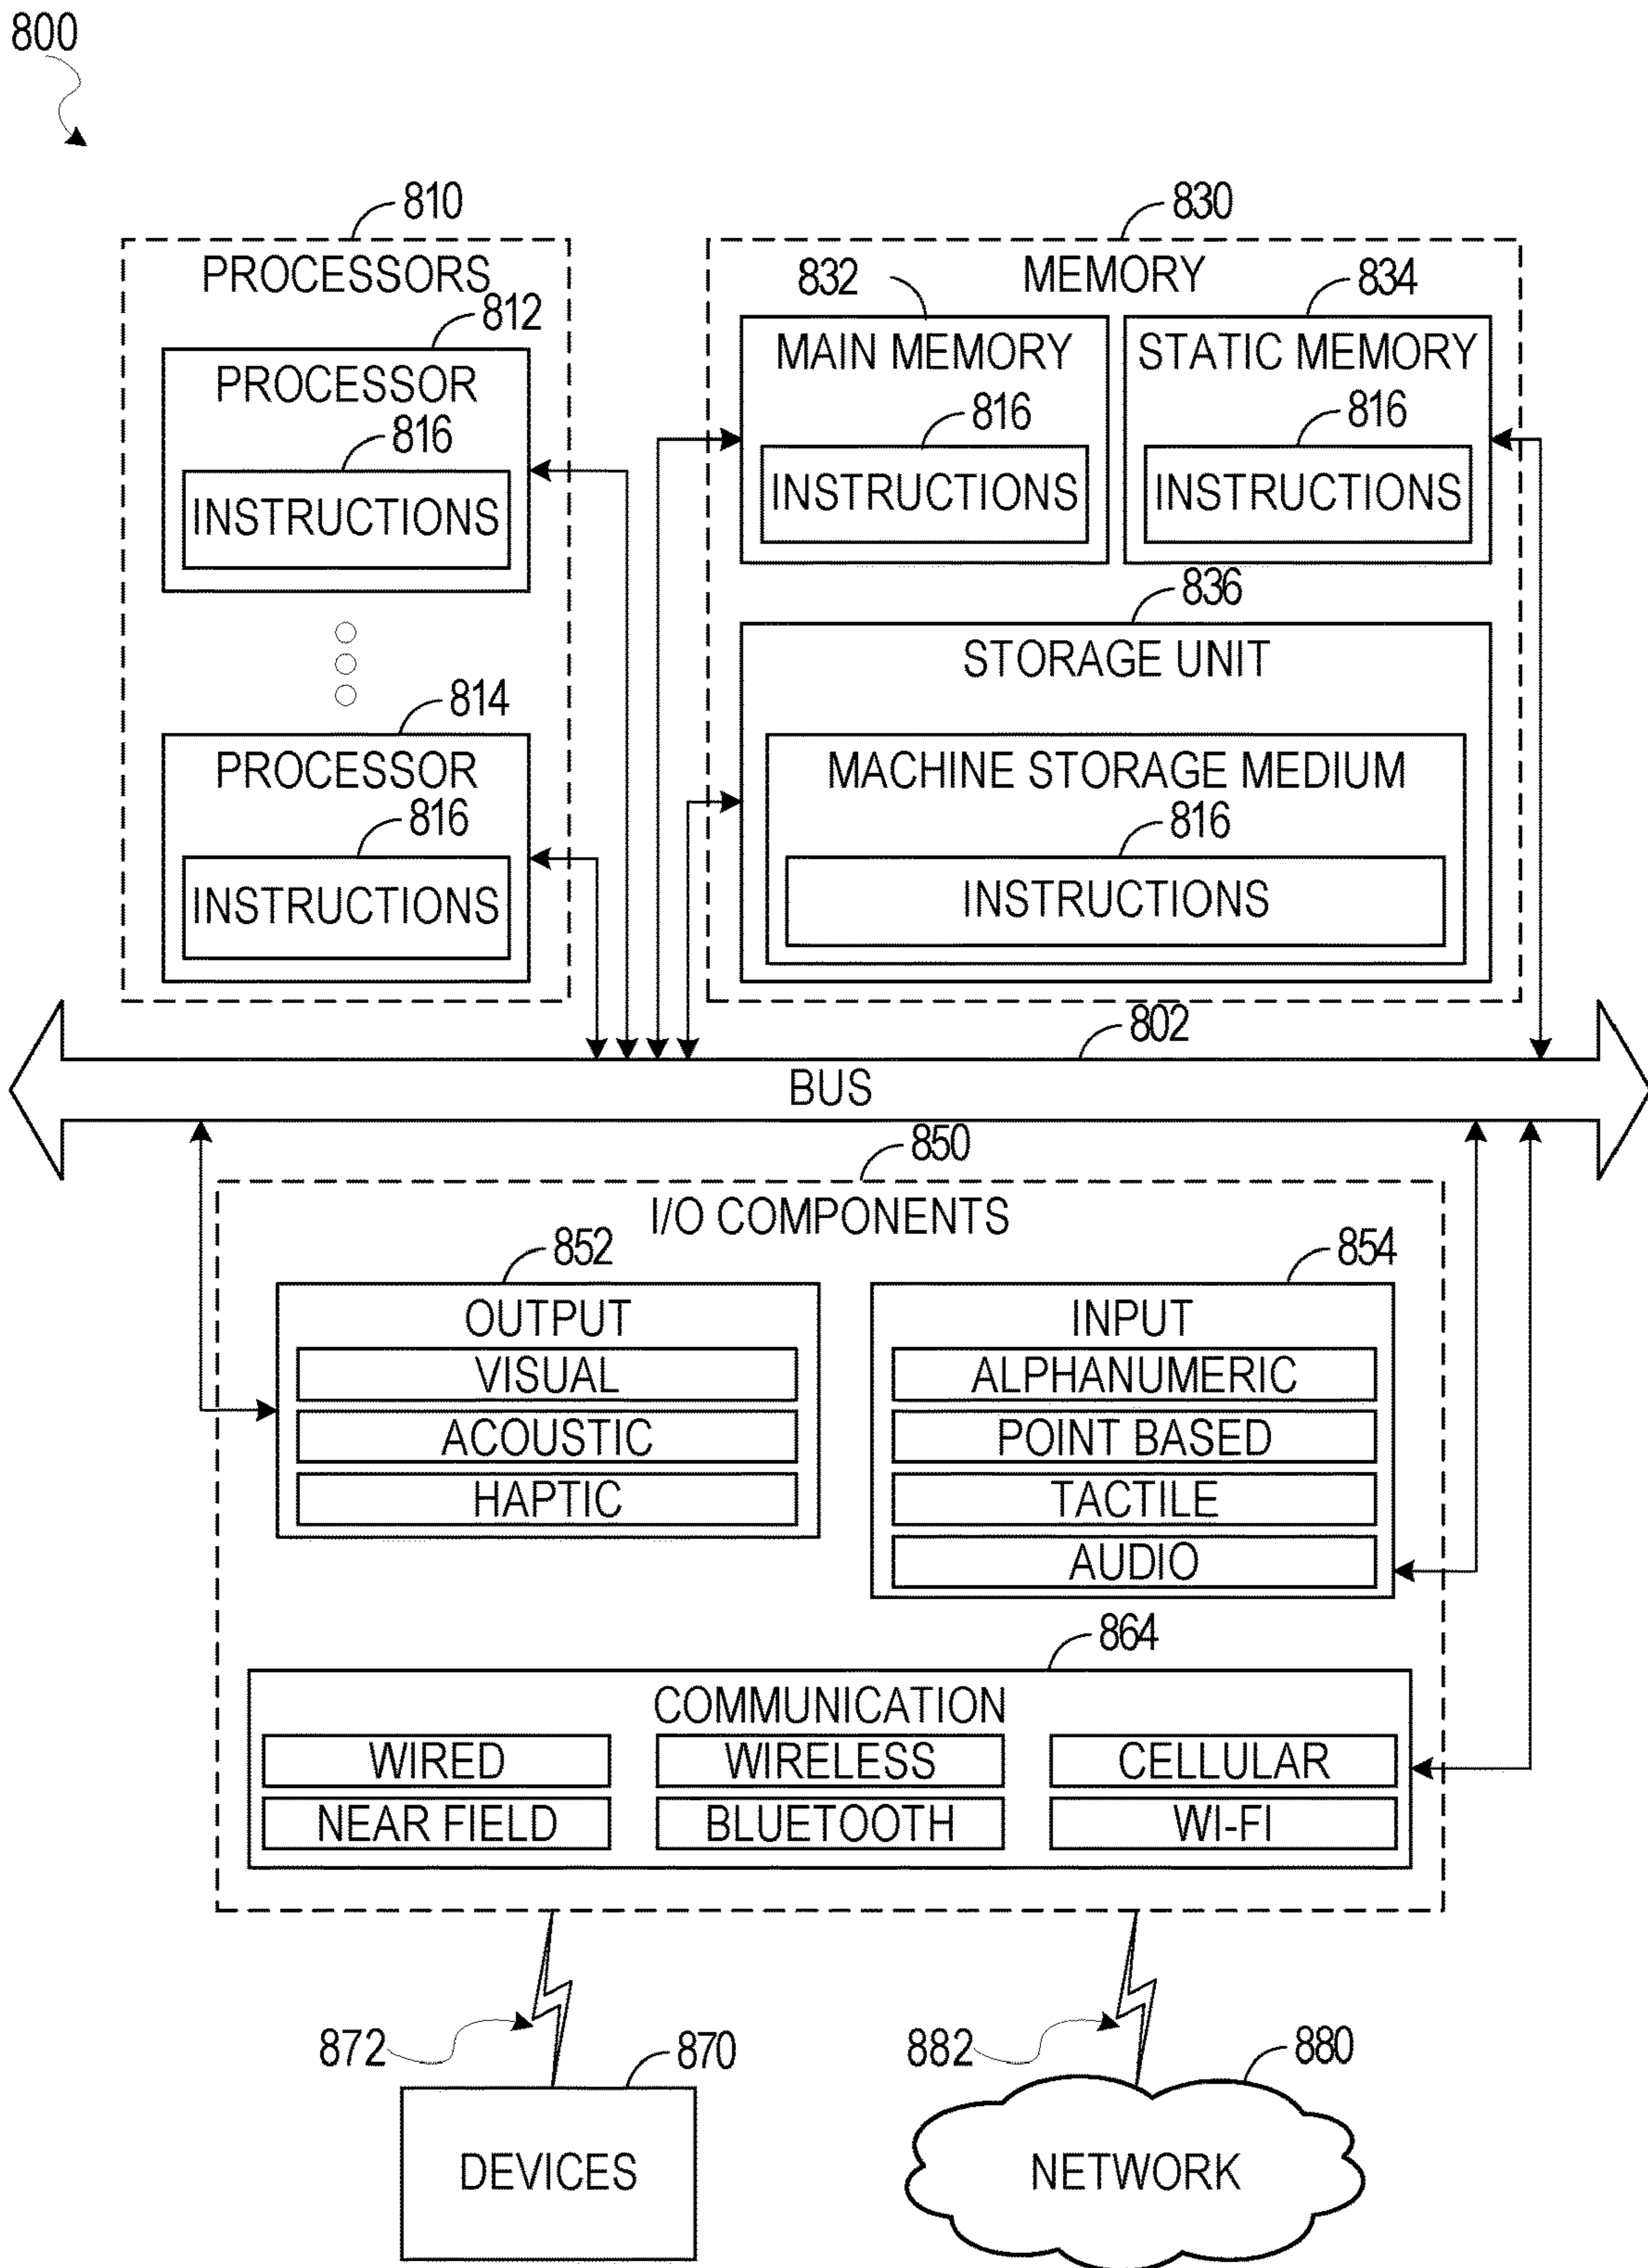 800
810
PROCESSORS
812
PROCESSOR
816
INSTRUCTIONS
814
PROCESSOR
816
INSTRUCTIONS
830
MEMORY
832
MAIN MEMORY
816
INSTRUCTIONS
834
STATIC MEMORY
816
INSTRUCTIONS
836
STORAGE UNIT
MACHINE STORAGE MEDIUM
816
INSTRUCTIONS
802
BUS
850
I/O COMPONENTS
852
OUTPUT
VISUAL
ACOUSTIC
HAPTIC
854
INPUT
ALPHANUMERIC
POINT BASED
TACTILE
AUDIO
864
COMMUNICATION
WIRED
WIRELESS
CELLULAR
NEAR FIELD
BLUETOOTH
WI-FI
872
870
DEVICES
882
880
NETWORK